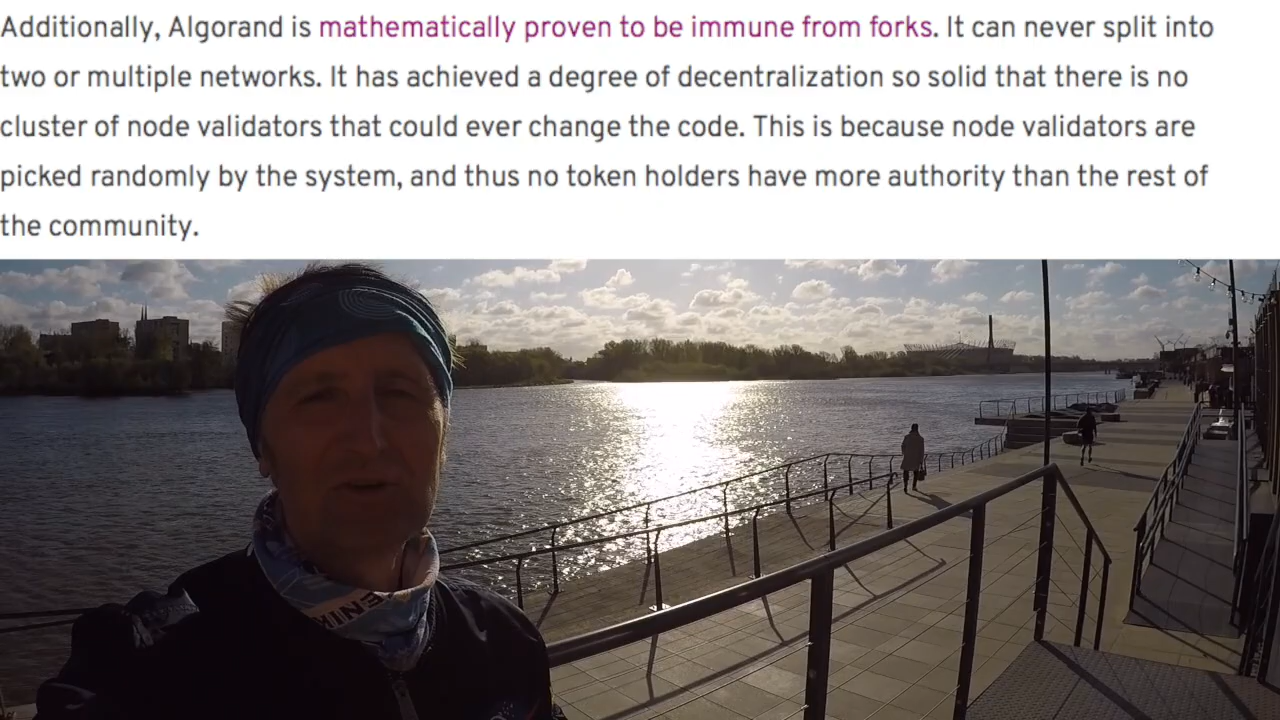 Additionally, Algorand is mathematically proven to be immune from forks. It can never split into
two or multiple networks. It has achieved a degree of decentralization so solid that there is no
cluster of node validators that could ever change the code. This is because node validators are
picked randomly by the system, and thus no token holders have more authority than the rest of
the community.